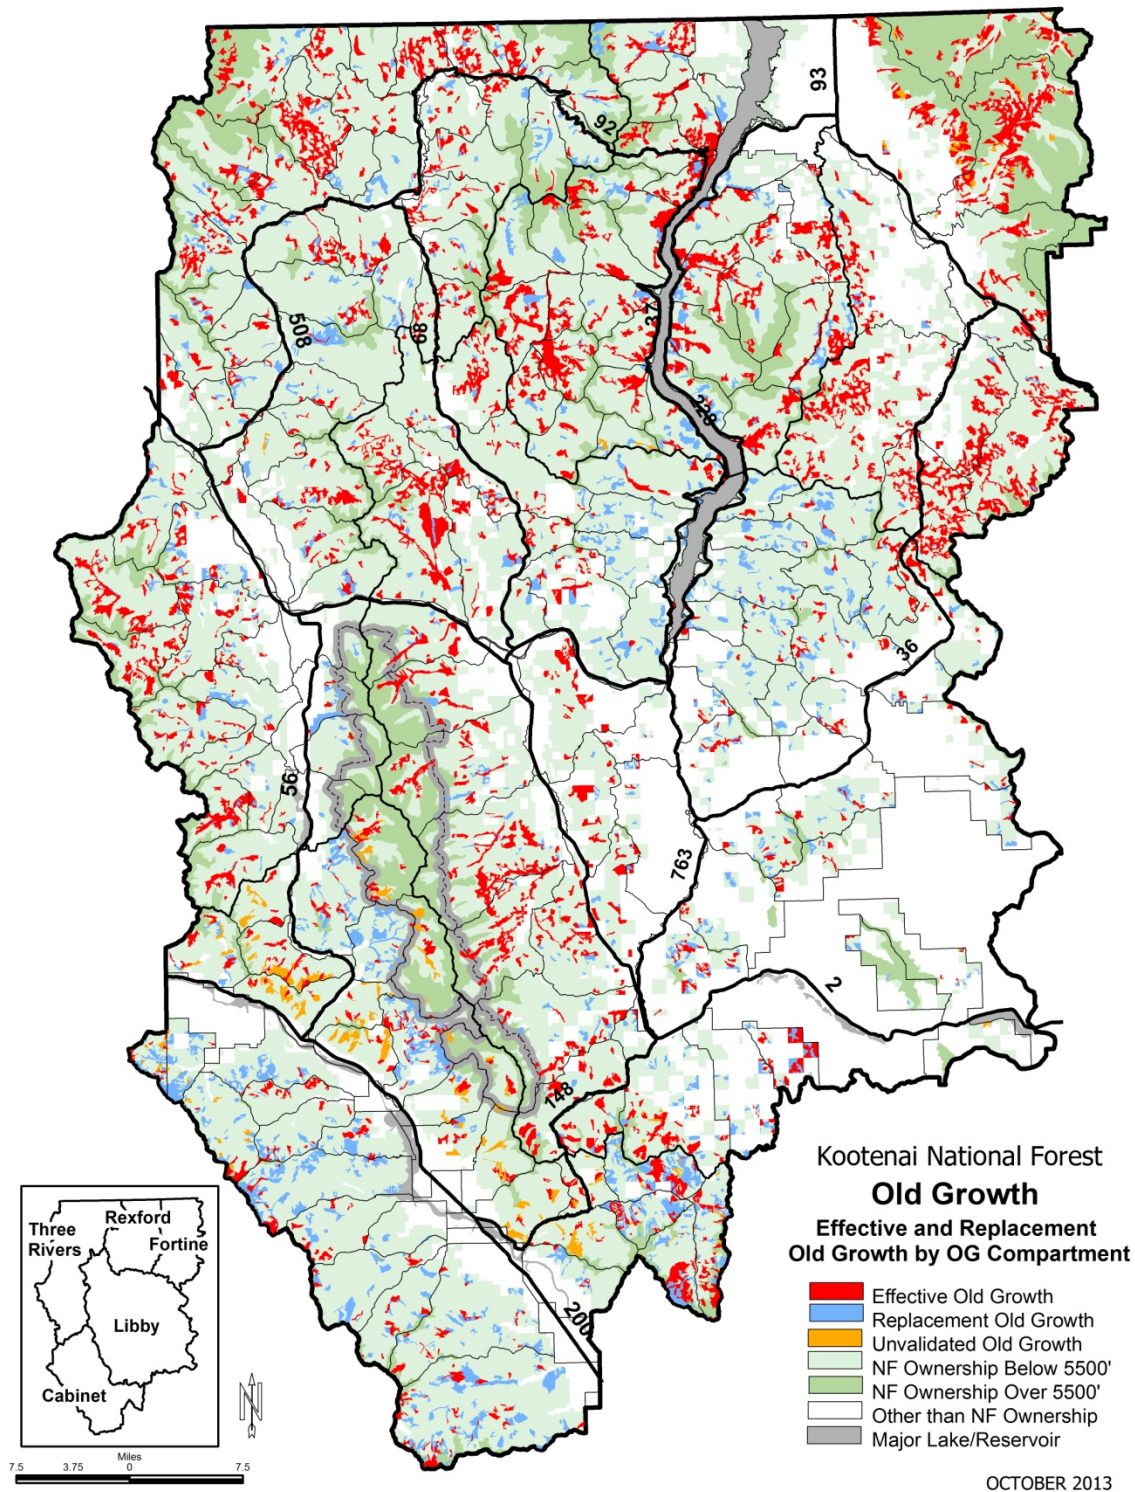 93
92
508
68
37
228
36
56
763
2
148
200
Kootenai National Forest
Old Growth
Effective and Replacement
Old Growth by OG Compartment
Effective Old Growth
Replacement Old Growth
Unvalidated Old Growth
NF Ownership Below 5500'
NF Ownership Over 5500'
Other than NF Ownership
Major Lake/Reservoir
OCTOBER 2013
Rexford
Three
Rivers
Fortine
Libby
Cabinet
N
Miles
7.5 3.75 0 7.5